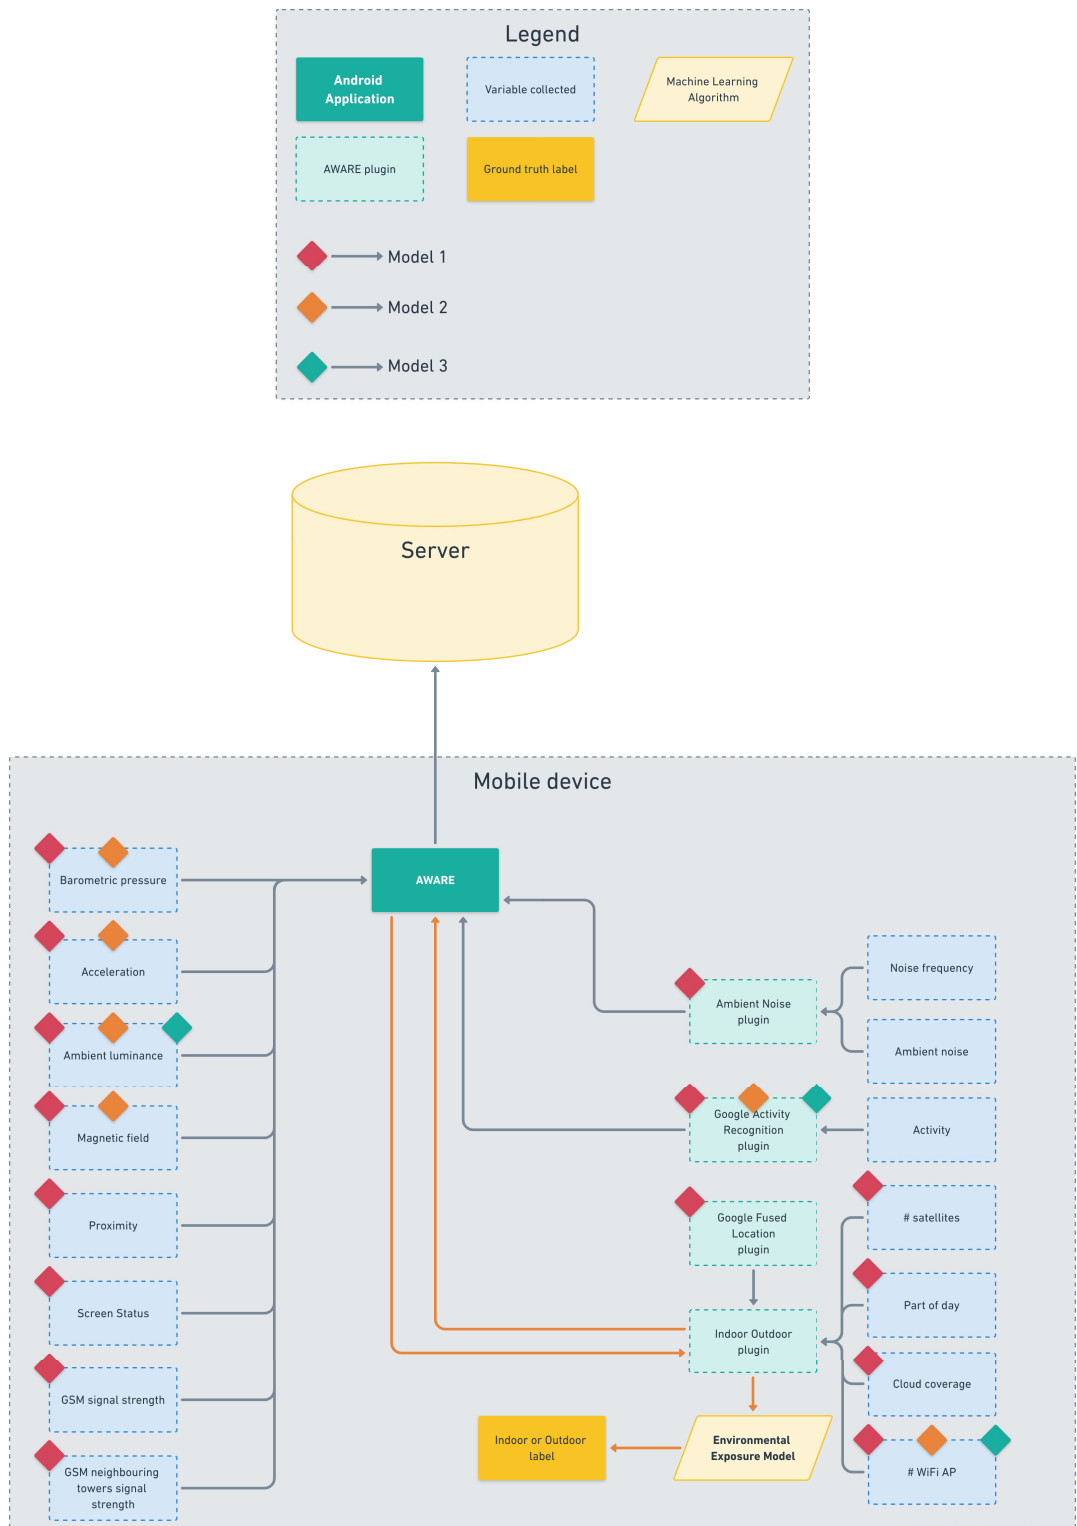 Legend
Android
Application
Variable collected
Machine Learning
Algorithm
AWARE plugin
Ground truth label
Model 1
Model 2
Model 3
Server
Mobile device
Barometric pressure
AWARE
Acceleration
Noise frequency
Ambient Noise
plugin
Ambient luminance
Ambient noise
Magnetic field
Google Activity
Recognition
plugin
Activity
Proximity
Google Fused
Location
plugin
# satellites
Screen Status
Indoor Outdoor
plugin
Part of day
GSM signal strength
Cloud coverage
Indoor or Outdoor
label
Environmental
Exposure Model
# WiFi AP
GSM neighbouring
towers signal
strength